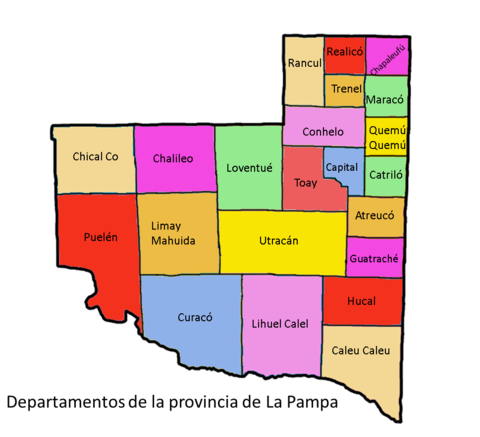 Rancul
Realicó
Chapaleufú
Trenel
Maracó
Conhelo
Quemú
Quemú
Chical Co
Chalileo
Loventué
Toay
Capital
Catriló
Atreucó
Puelén
Limay
Mahuida
Utracán
Guatraché
Curacó
Lihuel Calel
Hucal
Caleu Caleu
Departamentos de la provincia de La Pampa